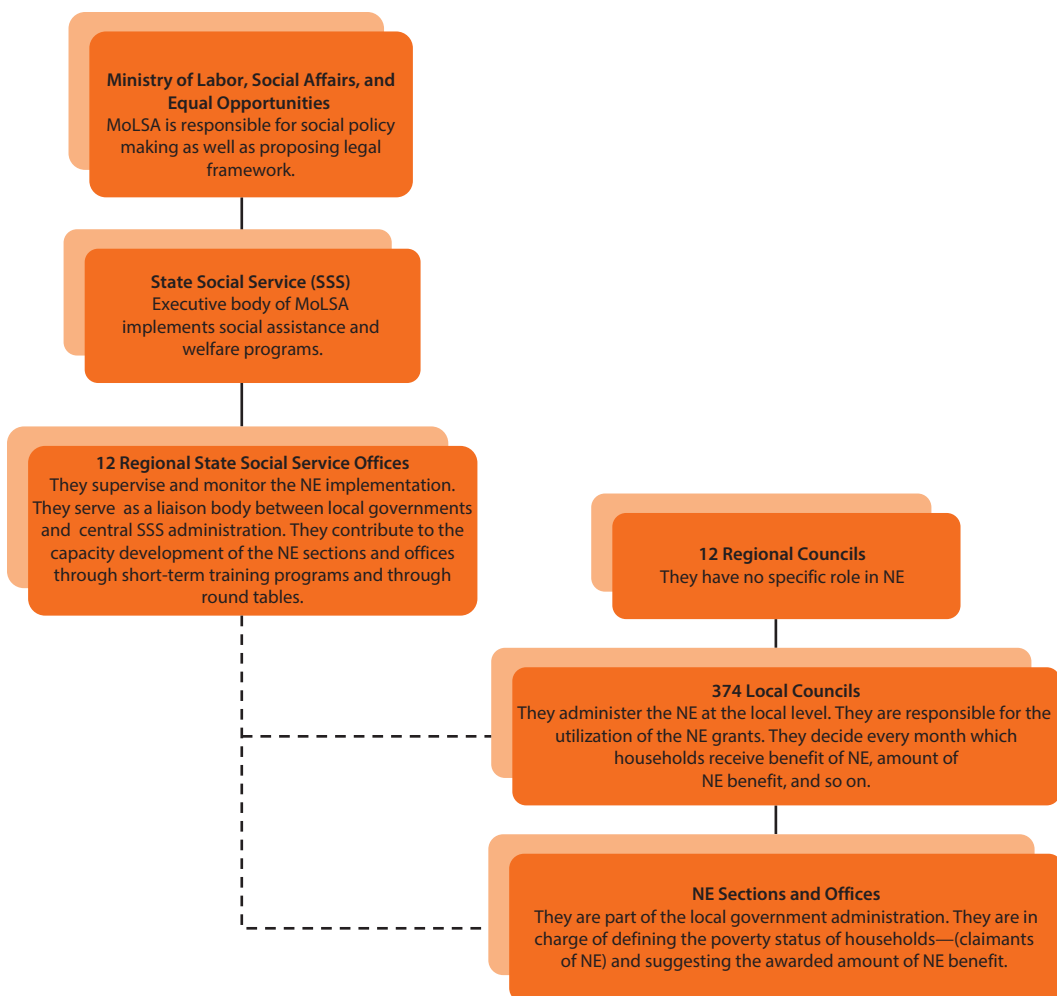 Ministry of Labor, Social Affairs, and
Equal Opportunities
MoLSA is responsible for social policy
making as well as proposing legal
framework.
State Social Service (SSS)
Executive body of MoLSA
implements social assistance and
welfare programs.
12 Regional State Social Service Offices
They supervise and monitor the NE implementation.
They serve as a liaison body between local governments
and central SSS administration. They contribute to the
capacity development of the NE sections and offices
through short-term training programs and through
round tables.
12 Regional Councils
They have no specific role in NE
374 Local Councils
They administer the NE at the local level. They are responsible for the
utilization of the NE grants. They decide every month which
households receive benefit of NE, amount of
NE benefit, and so on.
NE Sections and Offices
They are part of the local government administration. They are in
charge of defining the poverty status of households—(claimants
of NE) and suggesting the awarded amount of NE benefit.